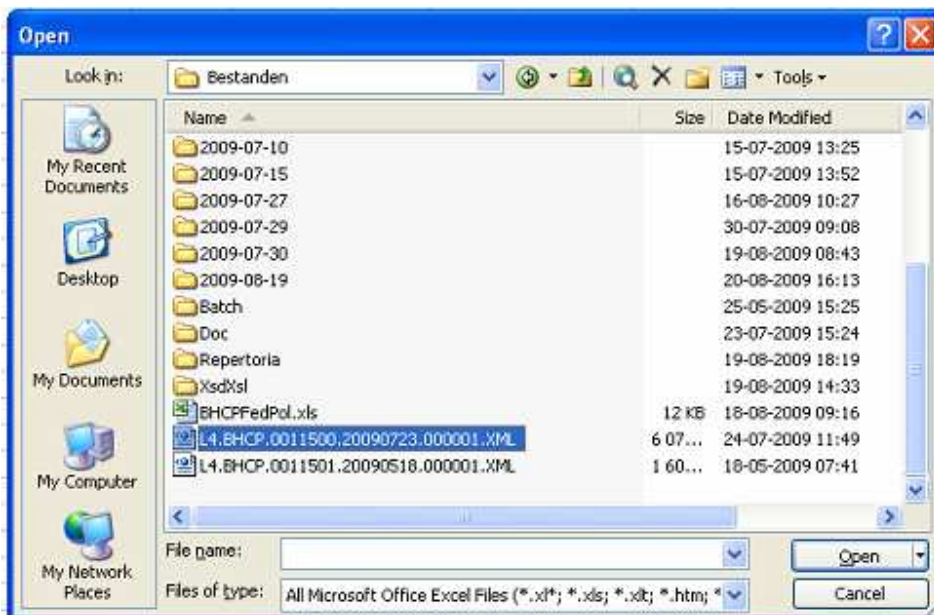 Open
Look in: Bestanden Tools
Name Size Date Modified
2009-07-10 15-07-2009 13:25
2009-07-15 15-07-2009 13:52
2009-07-27 16-08-2009 10:27
2009-07-29 30-07-2009 09:08
2009-07-30 19-08-2009 08:43
2009-08-19 20-08-2009 16:13
Batch 25-05-2009 15:25
Doc 23-07-2009 15:24
Repertoria 19-08-2009 18:19
XsdXsl 19-08-2009 14:33
BHCPFedPol.xls 12 KB 18-08-2009 09:16
L4.BHCP.0011500.20090723.000001.XML 6 07... 24-07-2009 11:49
L4.BHCP.0011501.20090518.000001.XML 1 60... 18-05-2009 07:41
My Recent
Documents
Desktop
My Documents
My Computer
My Network
Places
File name: Open
Files of type: All Microsoft Office Excel Files (*.xl*; *.xls; *.xlt; *.htm; * Cancel